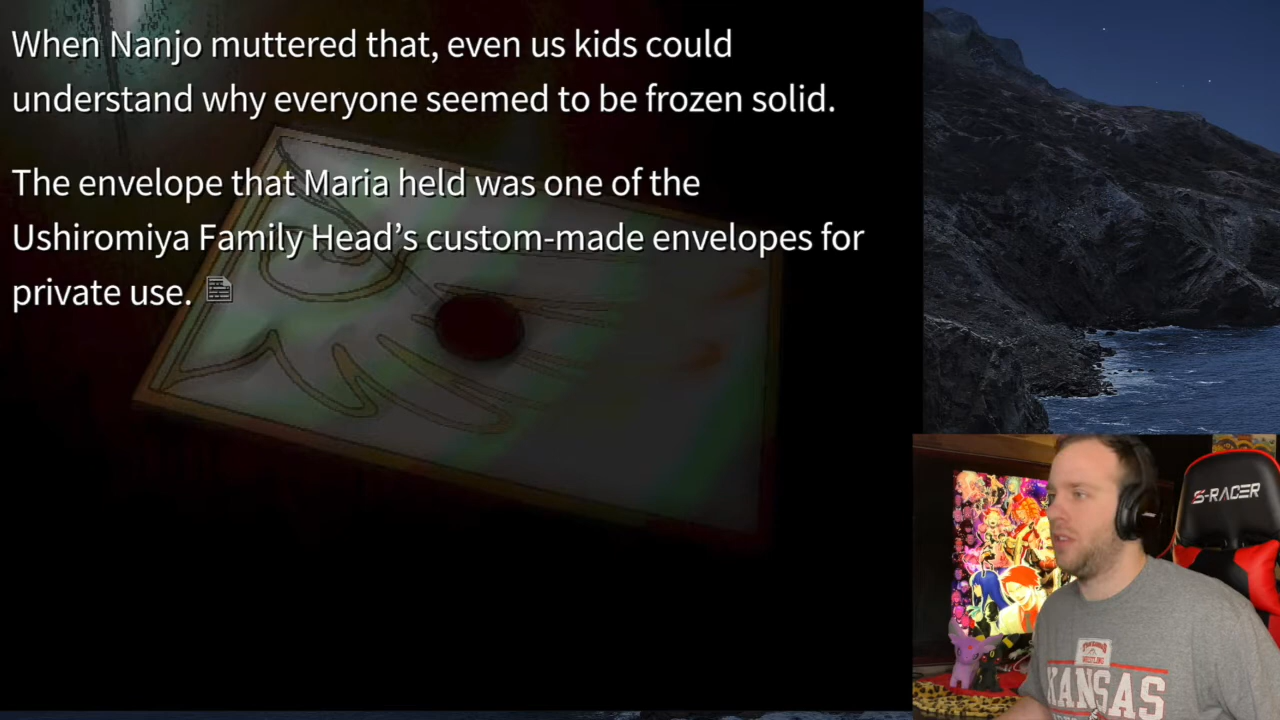 When Nanjo muttered that, even us kids could
understand why everyone seemed to be frozen solid.
The envelope that Maria held was one of the
Ushiromiya Family Head’s custom-made envelopes for
private use.
S-RACER
WRESTLING
KANSAS